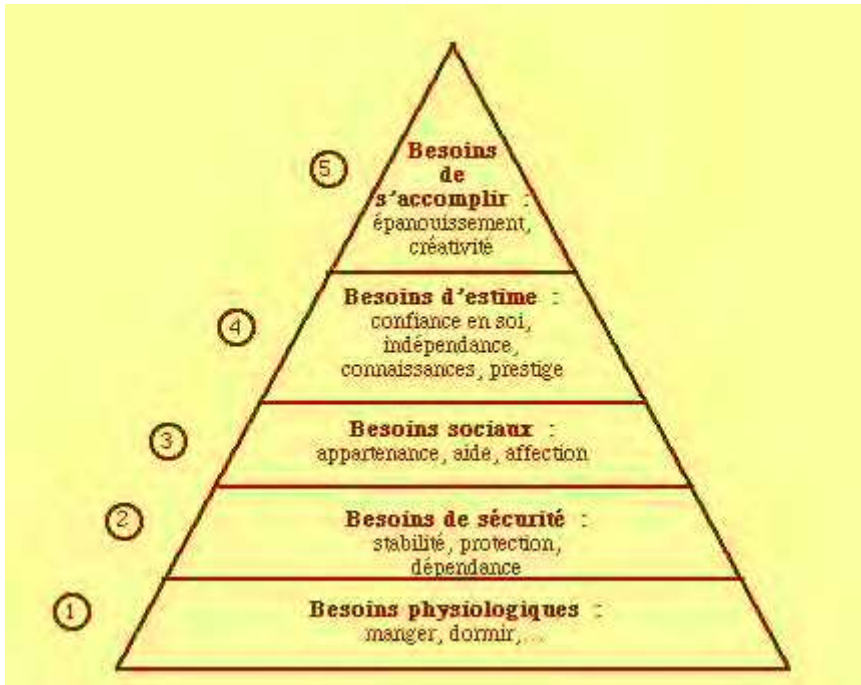 5
Besoins
de
s'accomplir :
épanouissement,
créativité
4
Besoins d'estime :
confiance en soi,
indépendance,
connaissances, prestige
3
Besoins sociaux :
appartenance, aide, affection
2
Besoins de sécurité :
stabilité, protection,
dépendance
1
Besoins physiologiques :
manger, dormir,...